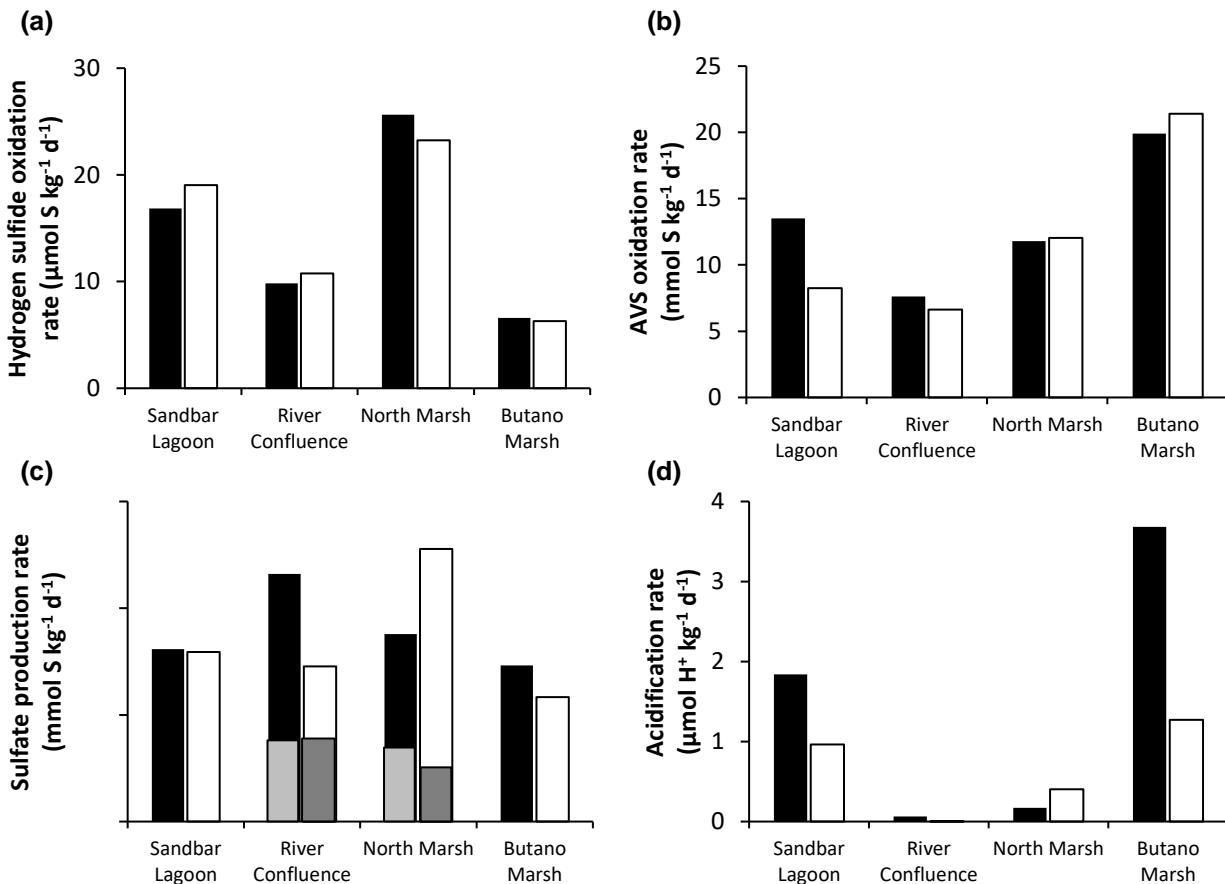 (a)
Hydrogen sulfide oxidation
rate (µmol S kg⁻¹ d⁻¹)
30
20
10
0
Sandbar
Lagoon
River
Confluence
North Marsh
Butano
Marsh
(b)
AVS oxidation rate
(mmol S kg⁻¹ d⁻¹)
25
20
15
10
5
0
Sandbar
Lagoon
River
Confluence
North Marsh
Butano
Marsh
(c)
Sulfate production rate
(mmol S kg⁻¹ d⁻¹)
Sandbar
Lagoon
River
Confluence
North Marsh
Butano
Marsh
(d)
Acidification rate
(µmol H⁺ kg⁻¹ d⁻¹)
4
3
2
1
0
Sandbar
Lagoon
River
Confluence
North Marsh
Butano
Marsh